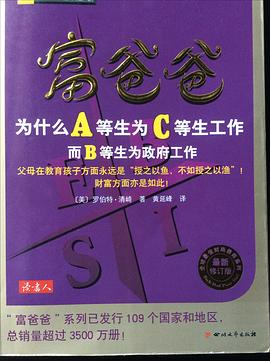 富爸爸
为什么A等生为C等生工作
而B等生为政府工作
父母在教育孩子方面永远是“授之以鱼，不如授之以渔”！
财富方面亦是如此！
E B
S I
［美］罗伯特·清崎 著 黄延峰 译
最新
修订版
读书人
“富爸爸”系列已发行109个国家和地区，
总销量超过3500万册！